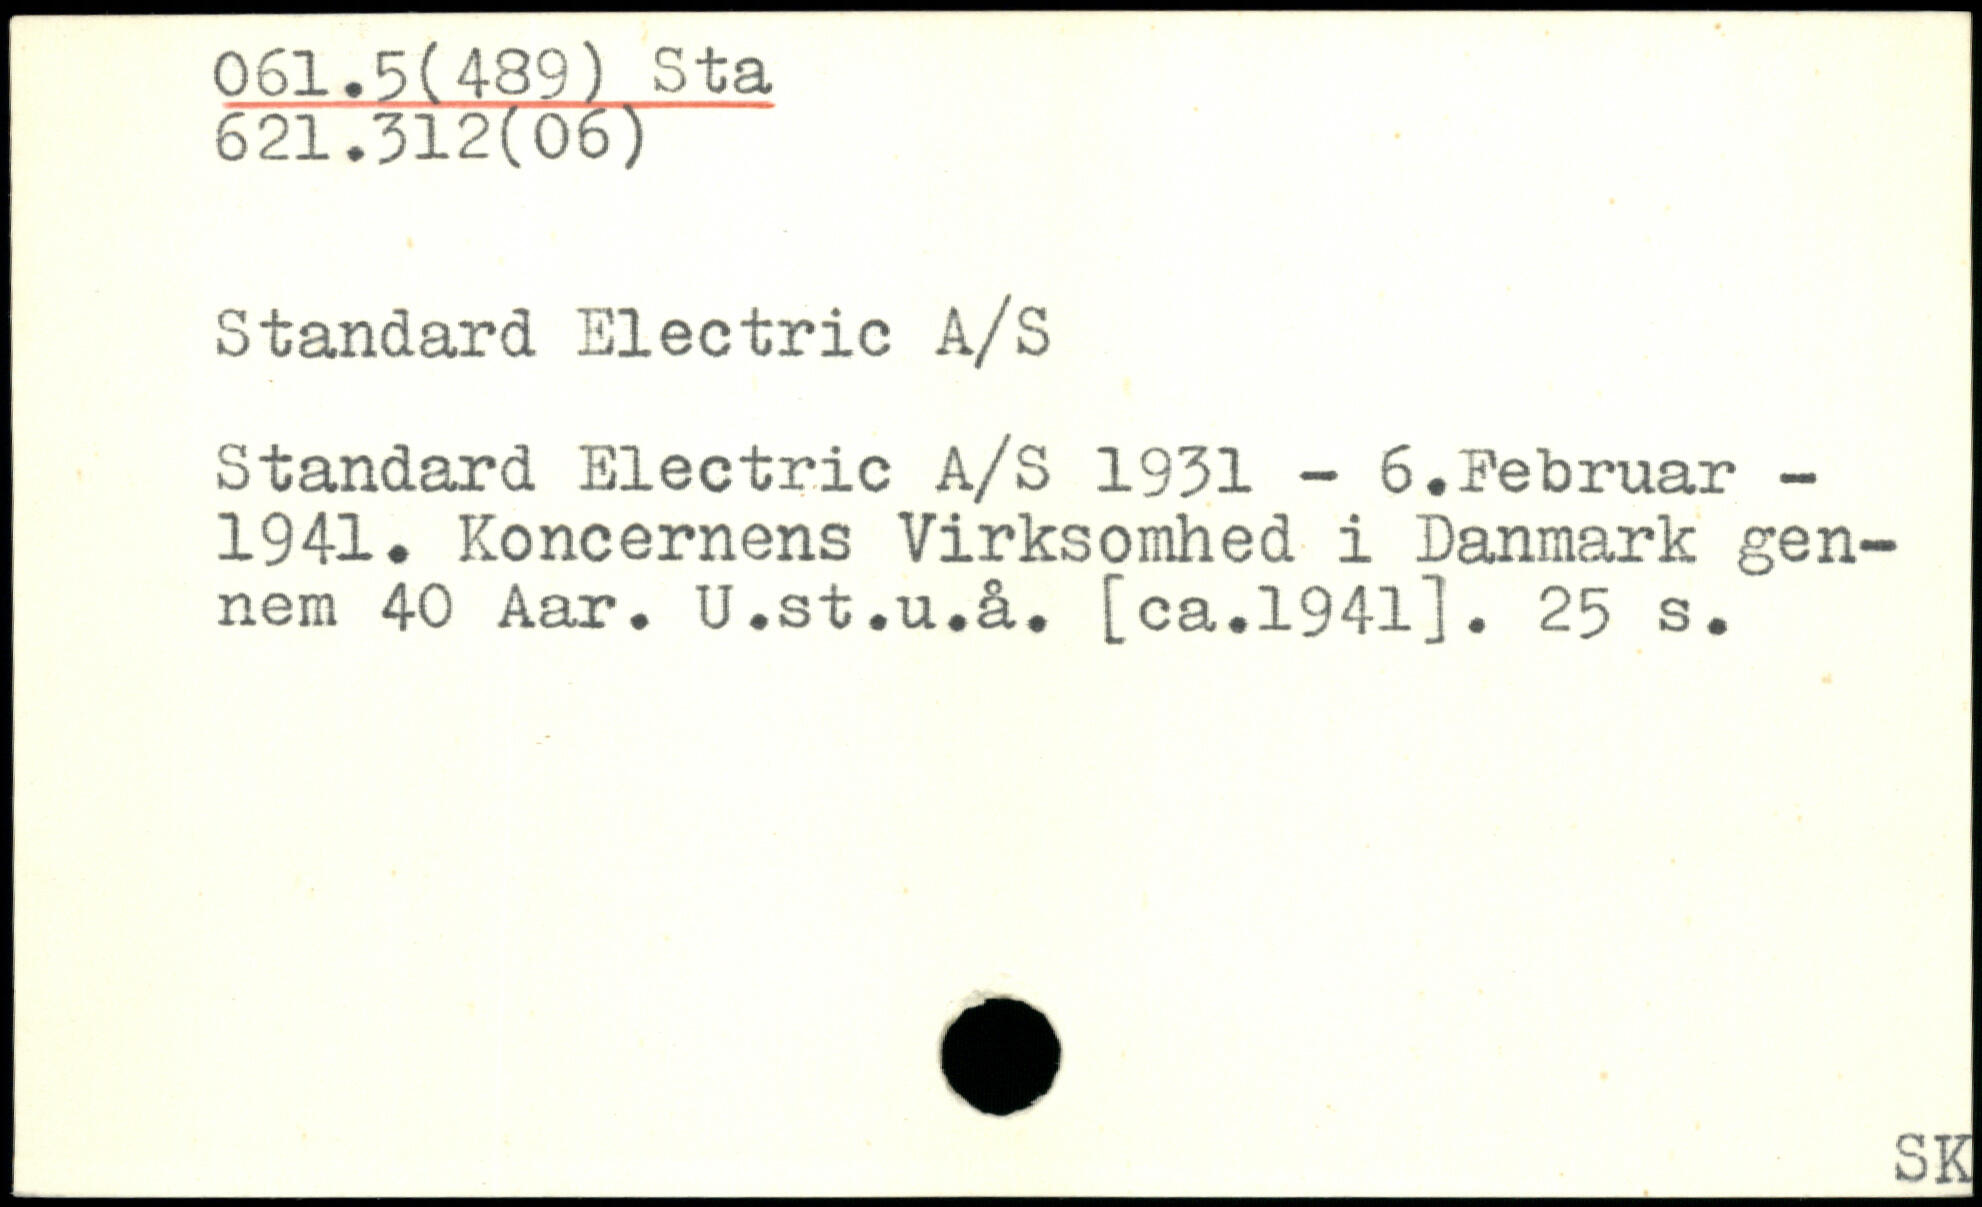 061.5(489) Sta
621.312(06)
Standard Electric A/S
Standard Electric A/S 1931 - 6.Februar -
1941. Koncernens Virksomhed i Danmark gen-
nem 40 Aar. U.st.u.å. [ca.1941]. 25 s.
SK